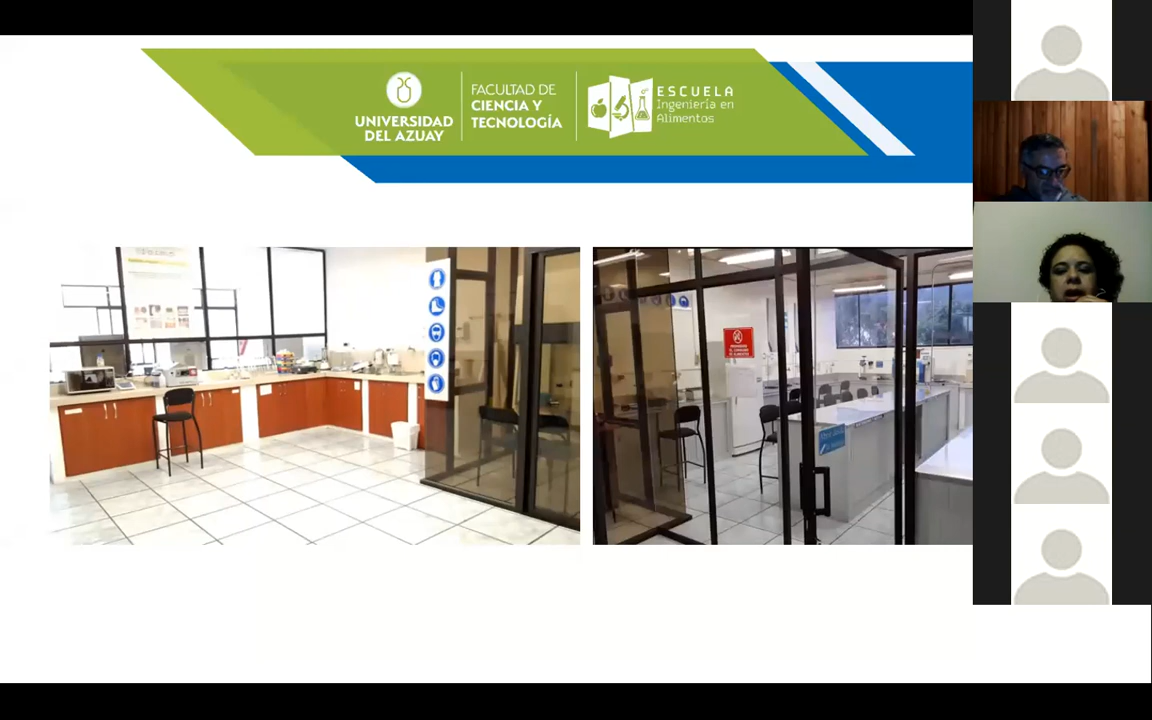 UNIVERSIDAD
DEL AZUAY
FACULTAD DE
CIENCIA Y
TECNOLOGÍA
ESCUELA
Ingeniería en
Alimentos